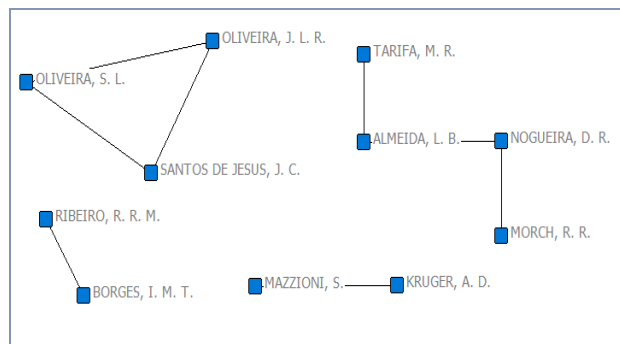 OLIVEIRA, J. L. R.
TARIFA, M. R.
OLIVEIRA, S. L.
ALMEIDA, L. B.
NOGUEIRA, D. R.
SANTOS DE JESUS, J. C.
RIBEIRO, R. R. M.
MORCH, R. R.
MAZZIONI, S.
KRUGER, A. D.
BORGES, I. M. T.